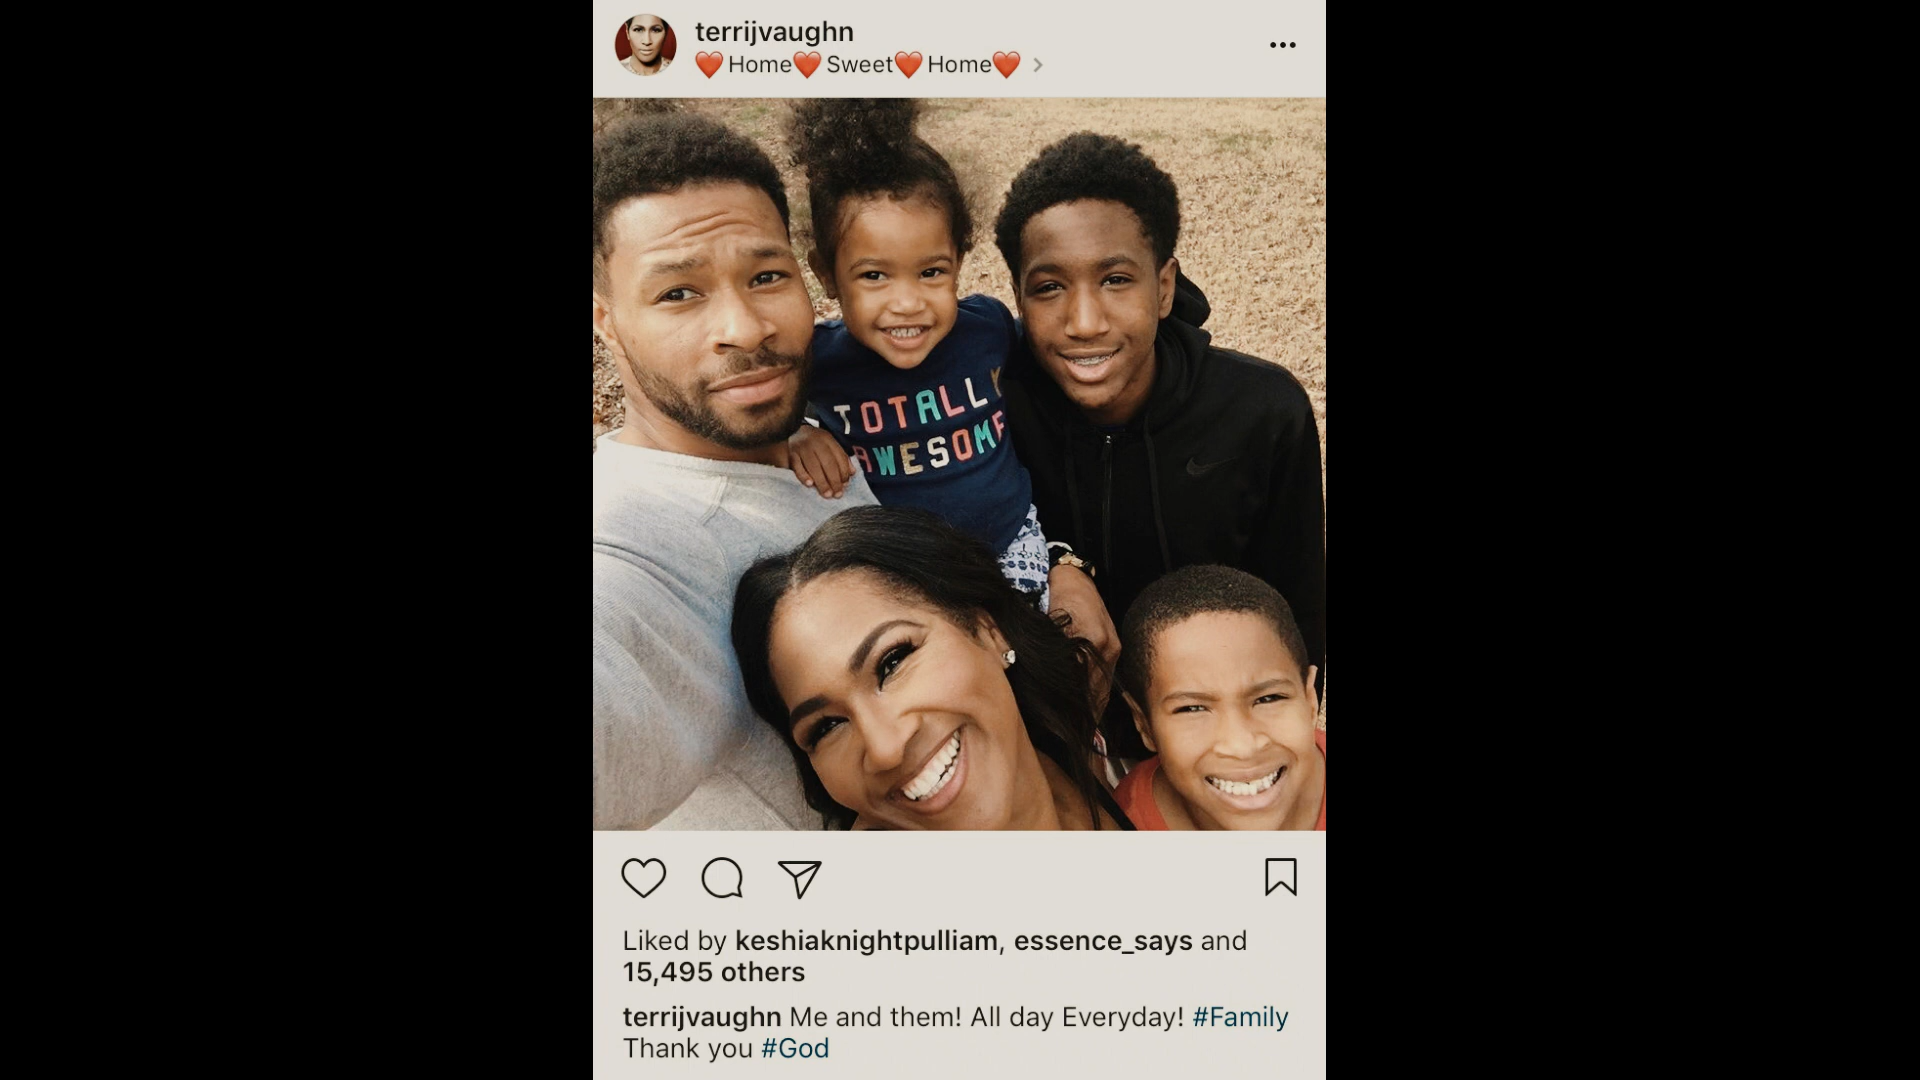 terrijvaughn
❤️Home❤️Sweet❤️Home❤️ >
TOTALLY
AWESOME
Liked by keshiaknightpulliam, essence_says and
15,495 others
terrijvaughn Me and them! All day Everyday! #Family
Thank you #God